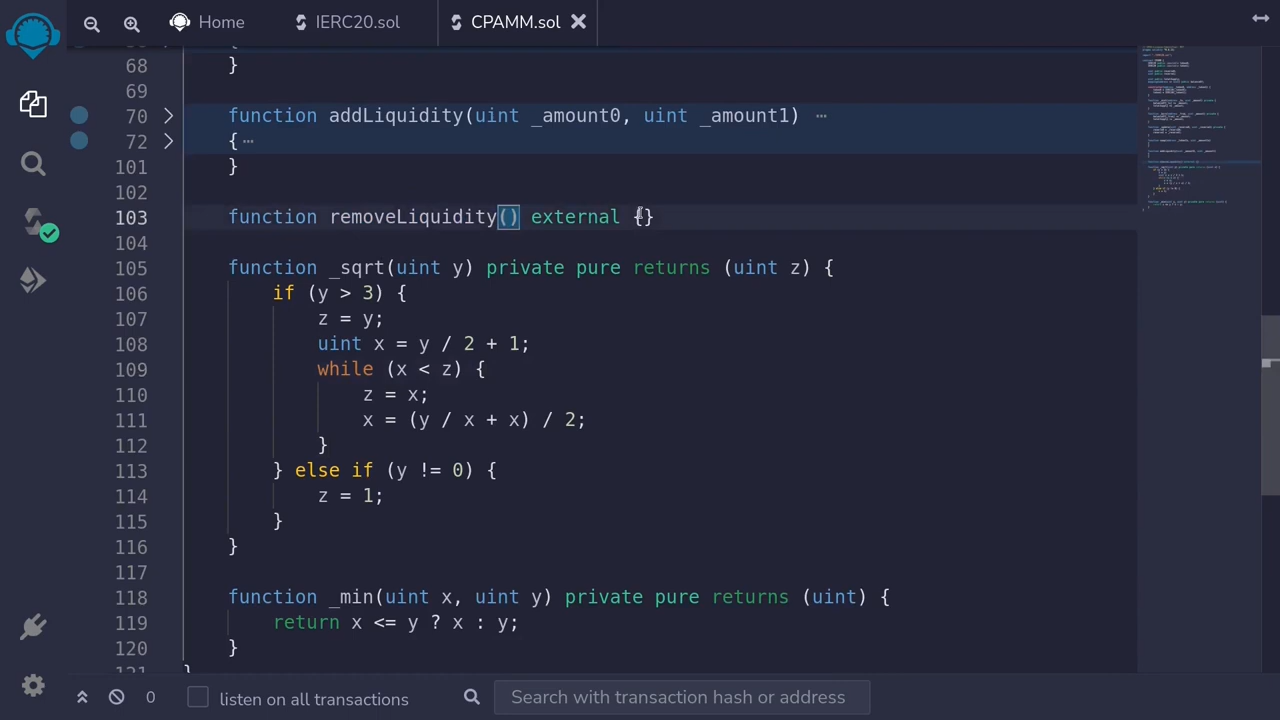 Home IERC20.sol CPAMM.sol
68 }
69
70 function addLiquidity(uint _amount0, uint _amount1) …
72 {…
101 }
102
103 function removeLiquidity() external {}
104
105 function _sqrt(uint y) private pure returns (uint z) {
106 if (y > 3) {
107 z = y;
108 uint x = y / 2 + 1;
109 while (x < z) {
110 z = x;
111 x = (y / x + x) / 2;
112 }
113 } else if (y != 0) {
114 z = 1;
115 }
116 }
117
118 function _min(uint x, uint y) private pure returns (uint) {
119 return x <= y ? x : y;
120 }
121 }
0 listen on all transactions Search with transaction hash or address